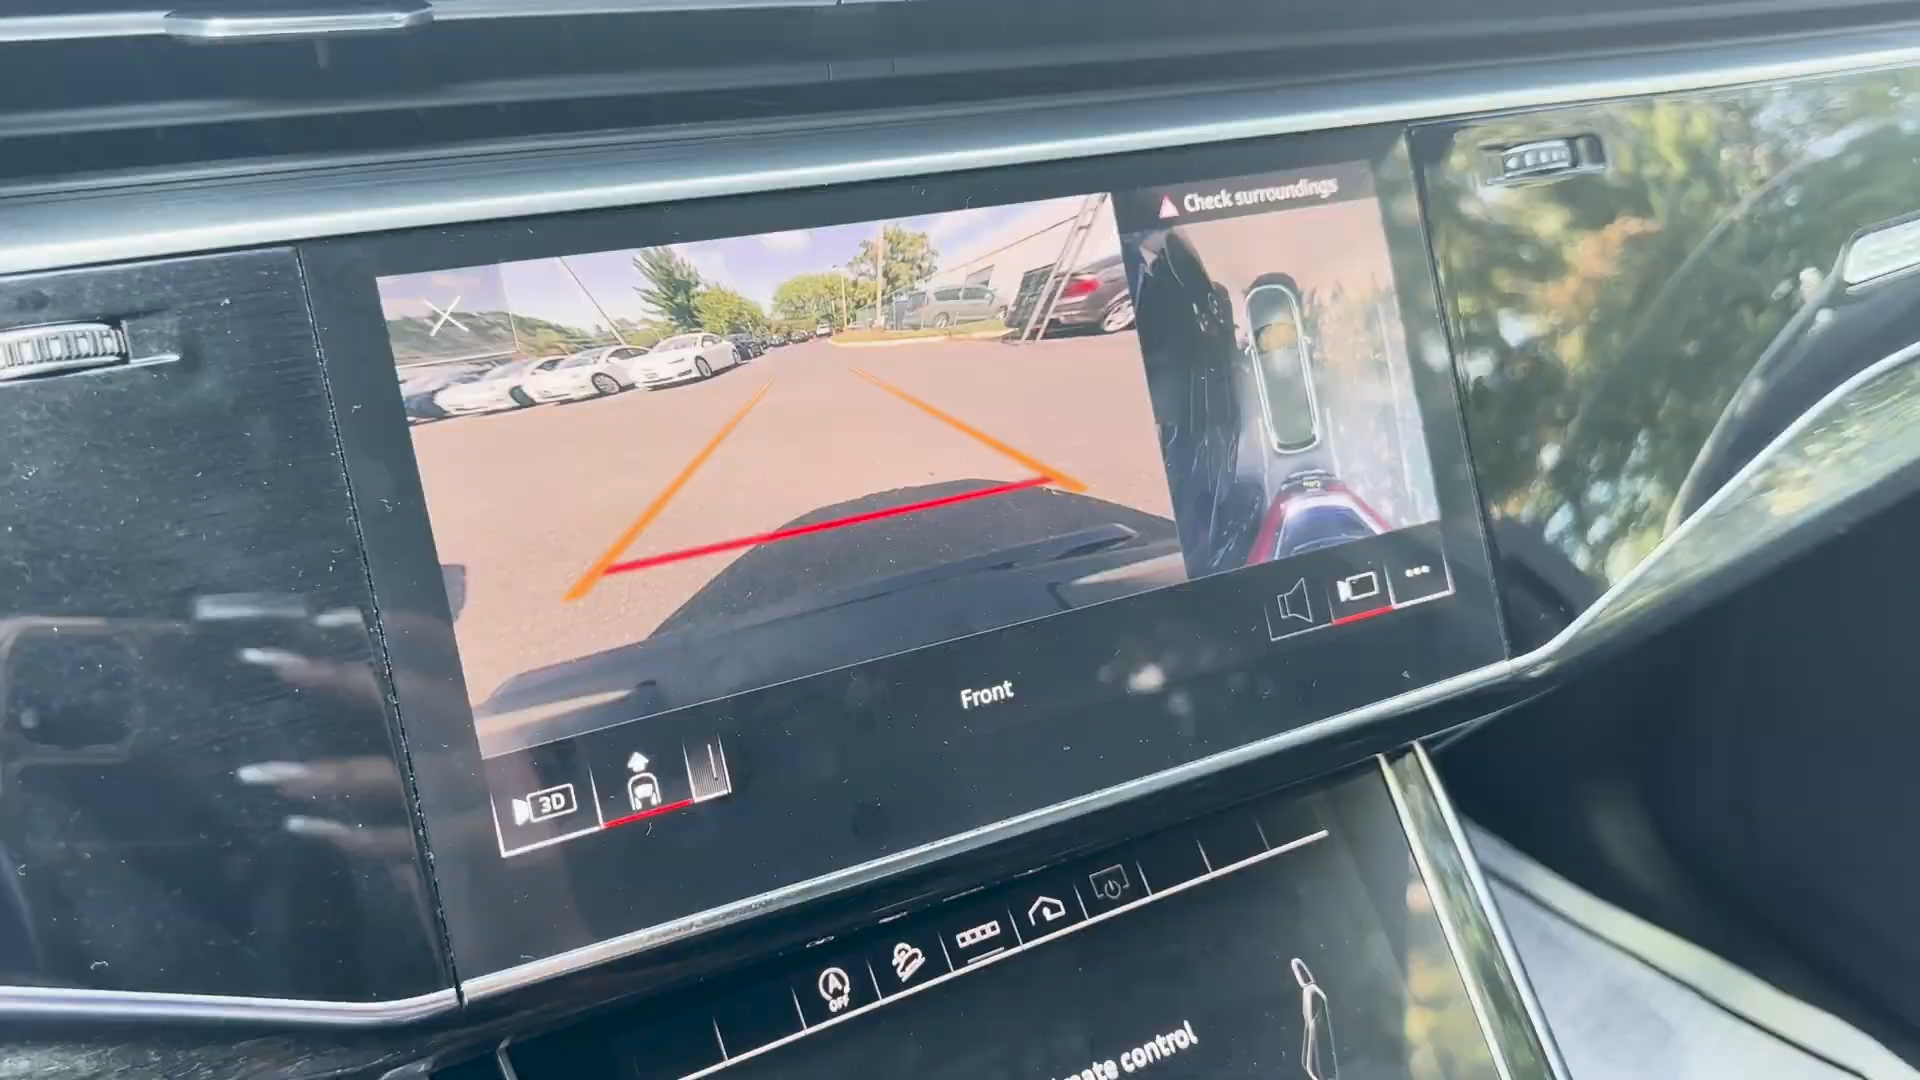 Check surroundings
Front
3D
A
OFF
mate control